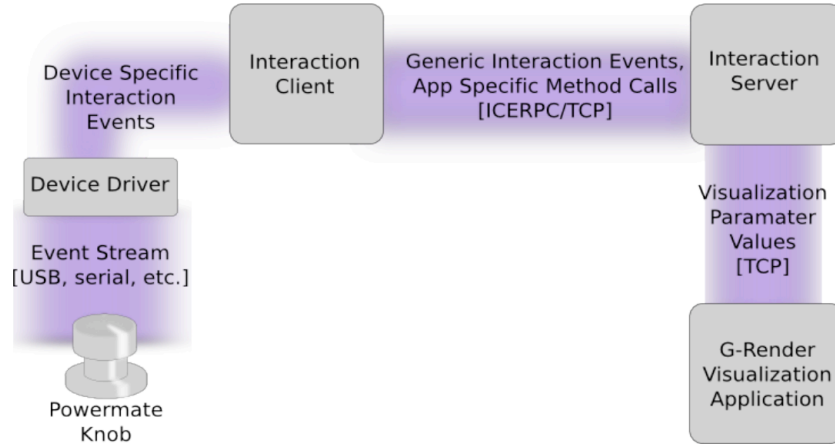 Device Specific
Interaction
Events
Interaction
Client
Generic Interaction Events,
App Specific Method Calls
[ICERPC/TCP]
Interaction
Server
Device Driver
Event Stream
[USB, serial, etc.]
Powermate
Knob
Visualization
Paramater
Values
[TCP]
G-Render
Visualization
Application